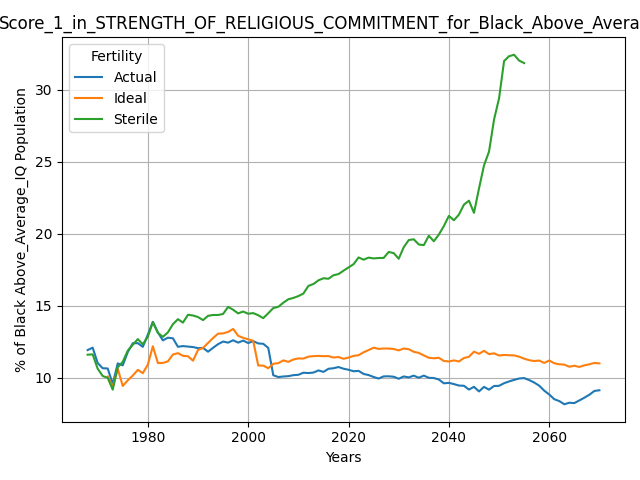 Score_1_in_STRENGTH_OF_RELIGIOUS_COMMITMENT_for_Black_Above_Avera
Fertility
Actual
Ideal
Sterile
% of Black Above_Average_IQ Population
30
25
20
15
10
1980
2000
2020
2040
2060
Years